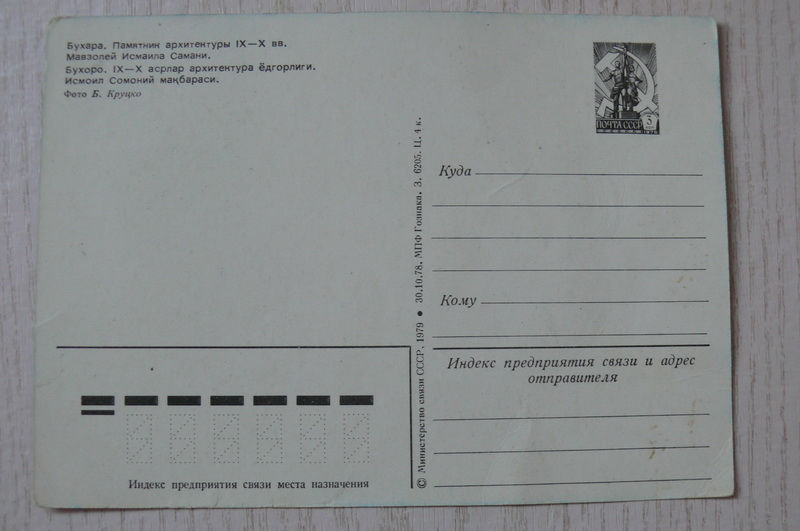 Бухара. Памятник архитектуры IX—X вв.
Мавзолей Исмаила Самани.
Бухоро. IX—X асрлар архитектура ёдгорлиги.
Исмоил Сомоний мақбараси.
Фото Б. Круцко
ПОЧТА СССР 3
Куда
Кому
Индекс предприятия связи и адрес
отправителя
© Министерство связи СССР, 1979 ● 30.10.78. МПФ Гознака. З. 6205. Ц. 4 к.
Индекс предприятия связи места назначения